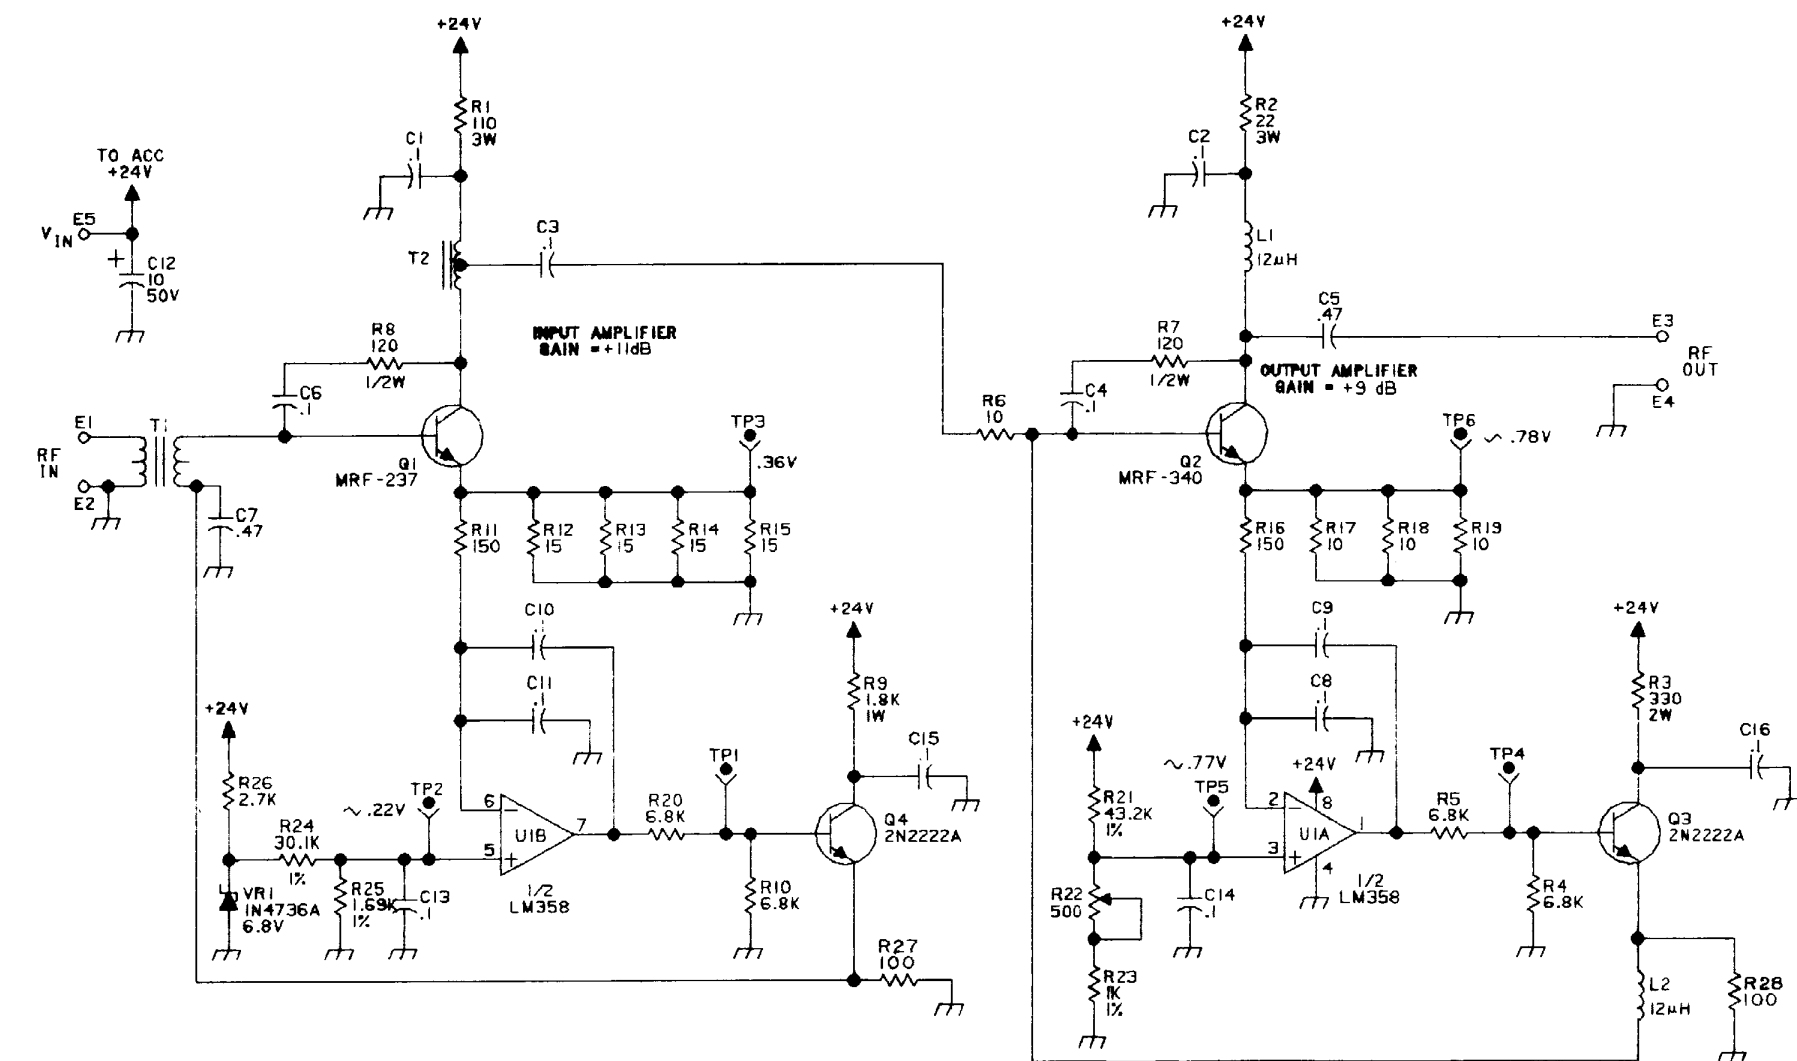 +24V
R1
110
3W
C1
.1
TO ACC
+24V
E5
VIN
+
C12
10
50V
T2
C3
.1
INPUT AMPLIFIER
GAIN = +11dB
R8
120
1/2W
C6
.1
E1
T1
RF
IN
E2
C7
.47
Q1
MRF-237
TP3
.36V
R11
150
R12
15
R13
15
R14
15
R15
15
C10
.1
C11
.1
+24V
R26
2.7K
VR1
1N4736A
6.8V
R24
30.1K
1%
R25
1.69K
1%
C13
.1
~.22V
TP2
6
-
5
+
U1B
7
1/2
LM358
R20
6.8K
TP1
R10
6.8K
+24V
R9
1.8K
1W
C15
.1
Q4
2N2222A
R27
100
+24V
R2
22
3W
C2
.1
L1
12µH
C5
.47
E3
RF
OUT
E4
R7
120
1/2W
OUTPUT AMPLIFIER
GAIN = +9 dB
C4
.1
R6
10
Q2
MRF-340
TP6
~.78V
R16
150
R17
10
R18
10
R19
10
C9
.1
C8
.1
+24V
R21
43.2K
1%
R22
500
R23
1K
1%
C14
.1
~.77V
TP5
+24V
2
-
8
3
+
U1A
1
4
1/2
LM358
R5
6.8K
TP4
R4
6.8K
+24V
R3
330
2W
C16
.1
Q3
2N2222A
L2
12µH
R28
100